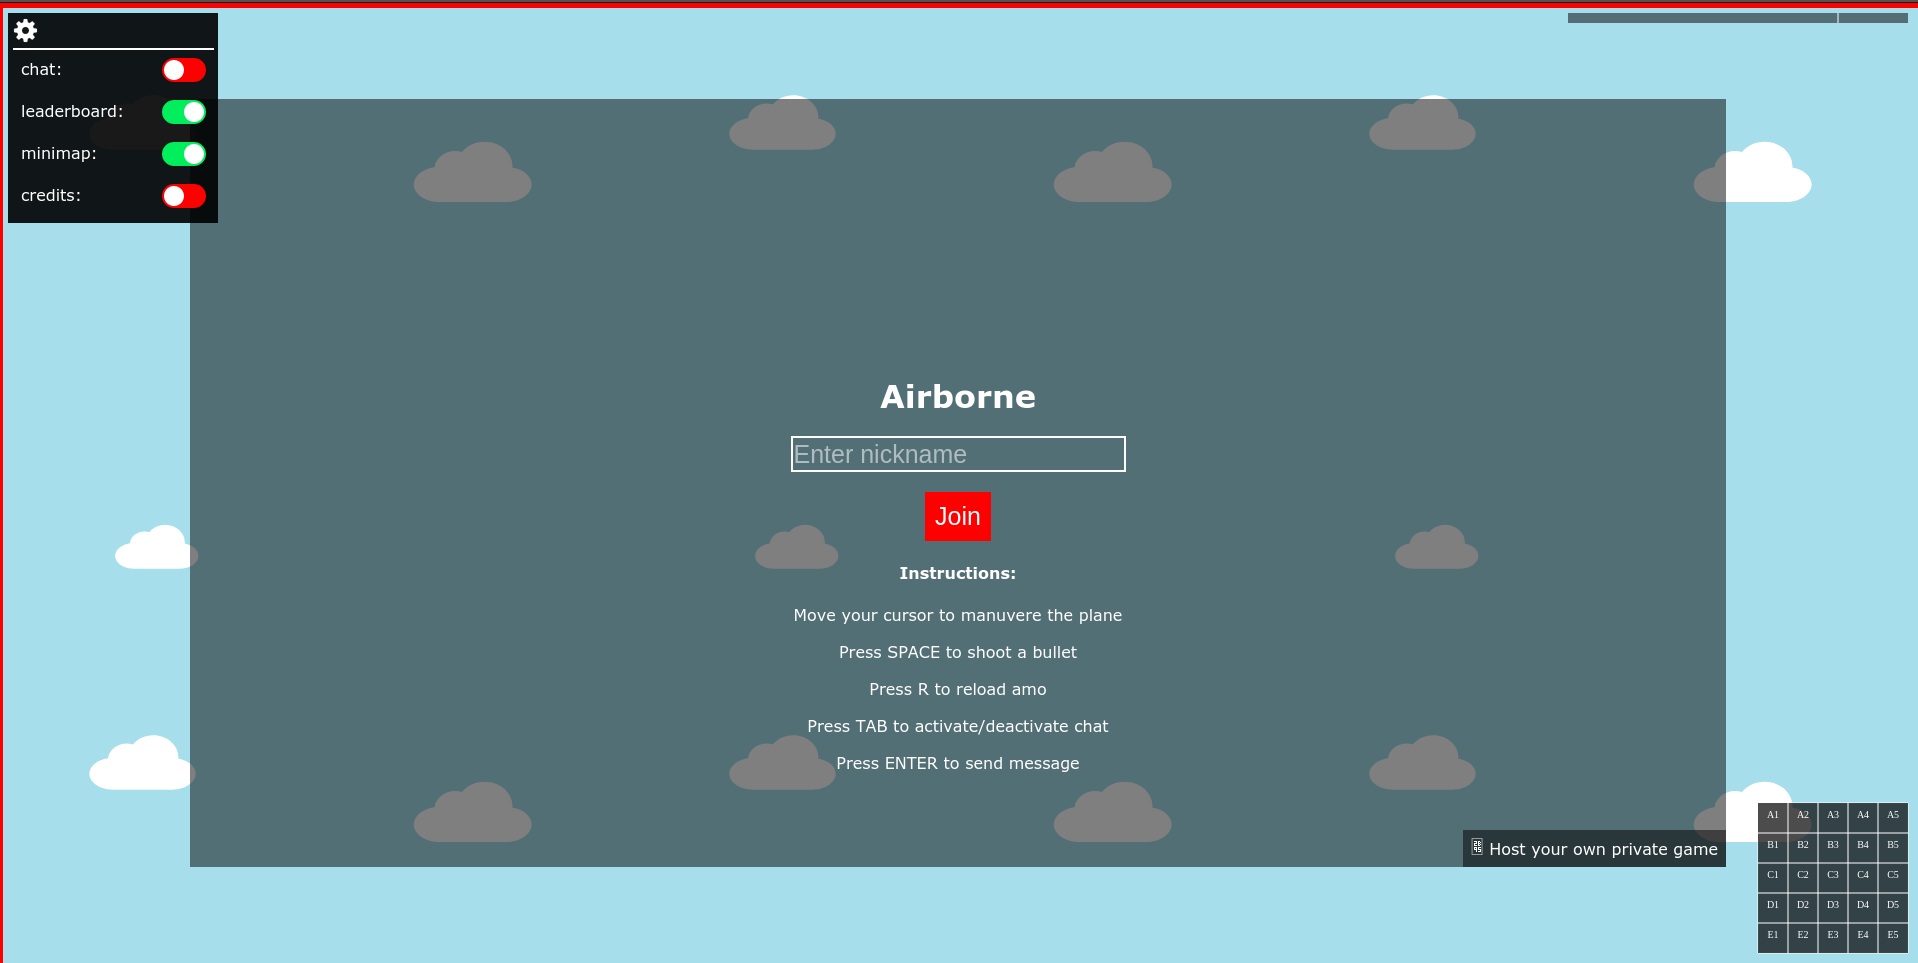 chat:
leaderboard:
minimap:
credits:
Airborne
Enter nickname
Join
Instructions:
Move your cursor to manuvere the plane
Press SPACE to shoot a bullet
Press R to reload amo
Press TAB to activate/deactivate chat
Press ENTER to send message
Host your own private game
A1 A2 A3 A4 A5
B1 B2 B3 B4 B5
C1 C2 C3 C4 C5
D1 D2 D3 D4 D5
E1 E2 E3 E4 E5